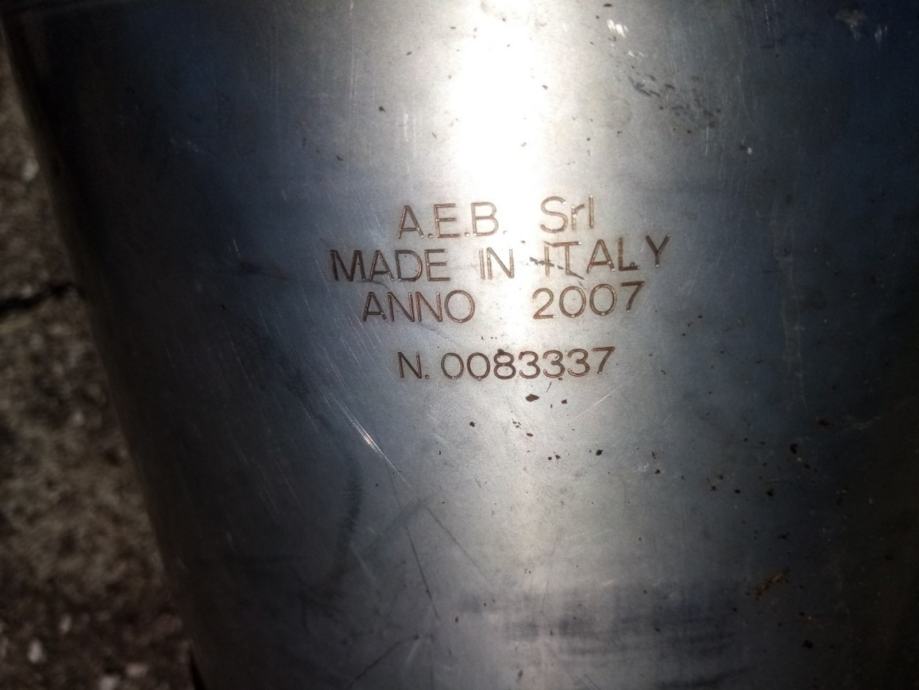 A.E.B. Srl
MADE IN ITALY
ANNO 2007
N. 0083337